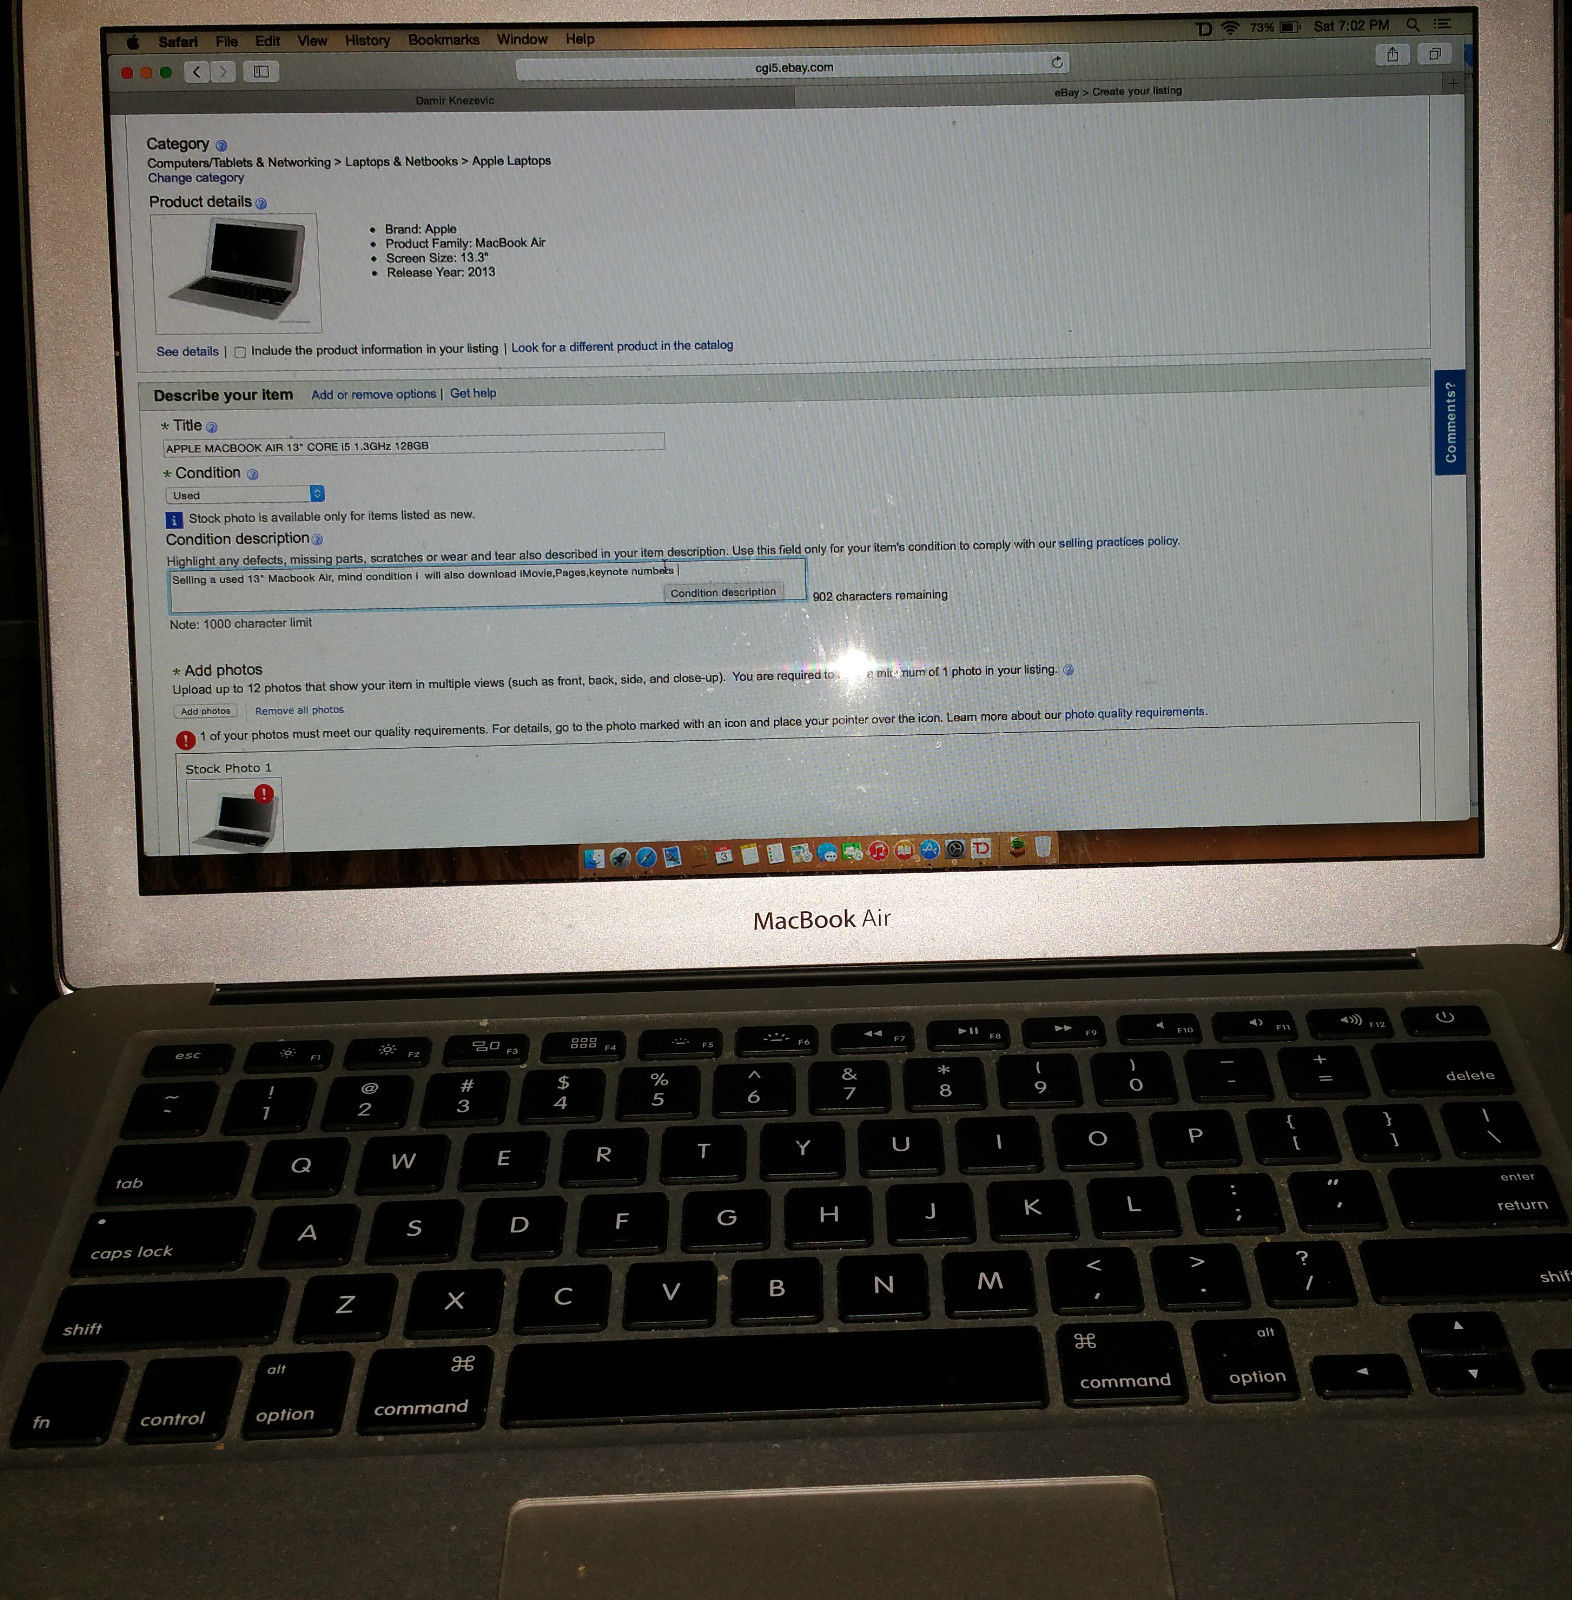 Safari File Edit View History Bookmarks Window Help 73% Sat 7:02 PM
cgi5.ebay.com
Damir Knezevic eBay > Create your listing
Category
Computers/Tablets & Networking > Laptops & Netbooks > Apple Laptops
Change category
Product details
Brand: Apple
Product Family: MacBook Air
Screen Size: 13.3"
Release Year: 2013
See details | Include the product information in your listing | Look for a different product in the catalog
Describe your item Add or remove options | Get help
Comments?
* Title
APPLE MACBOOK AIR 13" CORE i5 1.3GHz 128GB
* Condition
Used
i Stock photo is available only for items listed as new.
Condition description
Highlight any defects, missing parts, scratches or wear and tear also described in your item description. Use this field only for your item's condition to comply with our selling practices policy.
Selling a used 13" Macbook Air, mind condition i will also download iMovie,Pages,keynote numbers
Condition description
902 characters remaining
Note: 1000 character limit
* Add photos
Upload up to 12 photos that show your item in multiple views (such as front, back, side, and close-up). You are required to of 1 photo in your listing.
Add photos Remove all photos
! 1 of your photos must meet our quality requirements. For details, go to the photo marked with an icon and place your pointer over the icon. Learn more about our photo quality requirements.
Stock Photo 1
!
3
MacBook Air
esc F1 F2 F3 F4 F5 F6 F7 F8 F9 F10 F11 F12
~ ! @ # $ % ^ & * ( ) _ +
` 1 2 3 4 5 6 7 8 9 0 - = delete
tab Q W E R T Y U I O P { [ } ] | \
caps lock A S D F G H J K L : ; " ' enter return
shift Z X C V B N M < , > . ? / shift
fn control alt option ⌘ command ⌘ command alt option